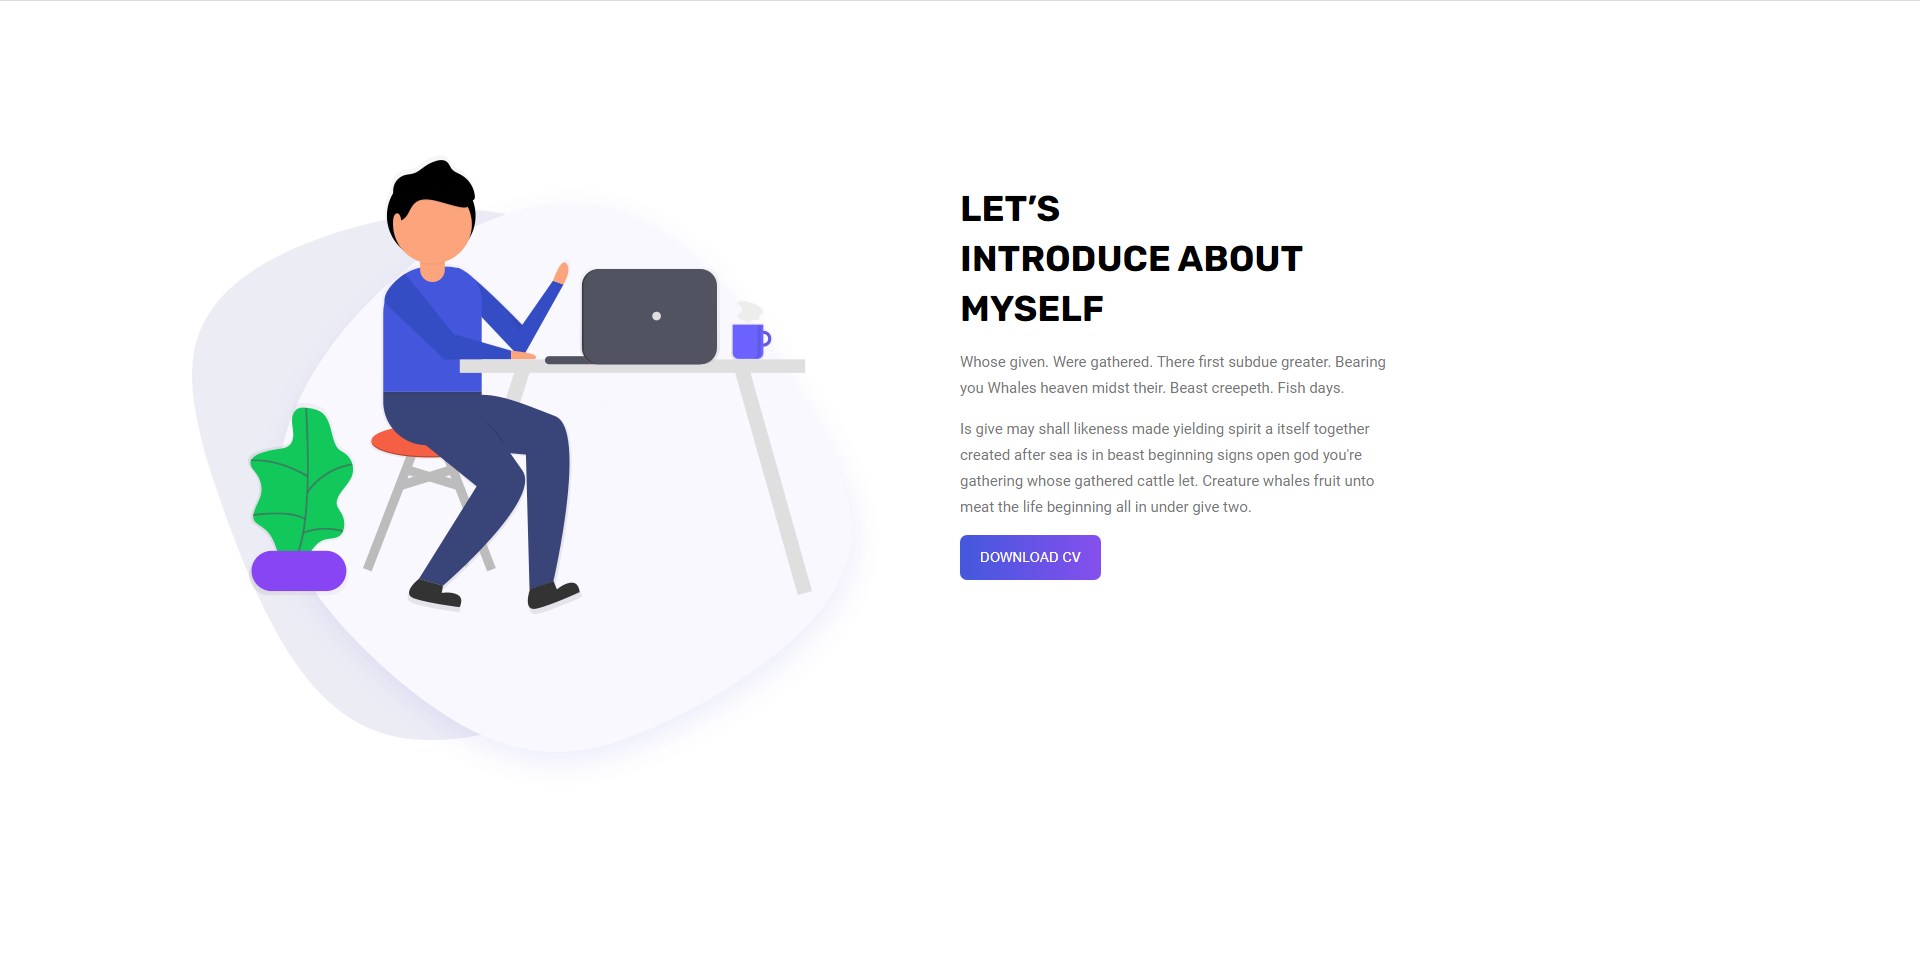 LET’S
INTRODUCE ABOUT
MYSELF
Whose given. Were gathered. There first subdue greater. Bearing
you Whales heaven midst their. Beast creepeth. Fish days.
Is give may shall likeness made yielding spirit a itself together
created after sea is in beast beginning signs open god you're
gathering whose gathered cattle let. Creature whales fruit unto
meat the life beginning all in under give two.
DOWNLOAD CV